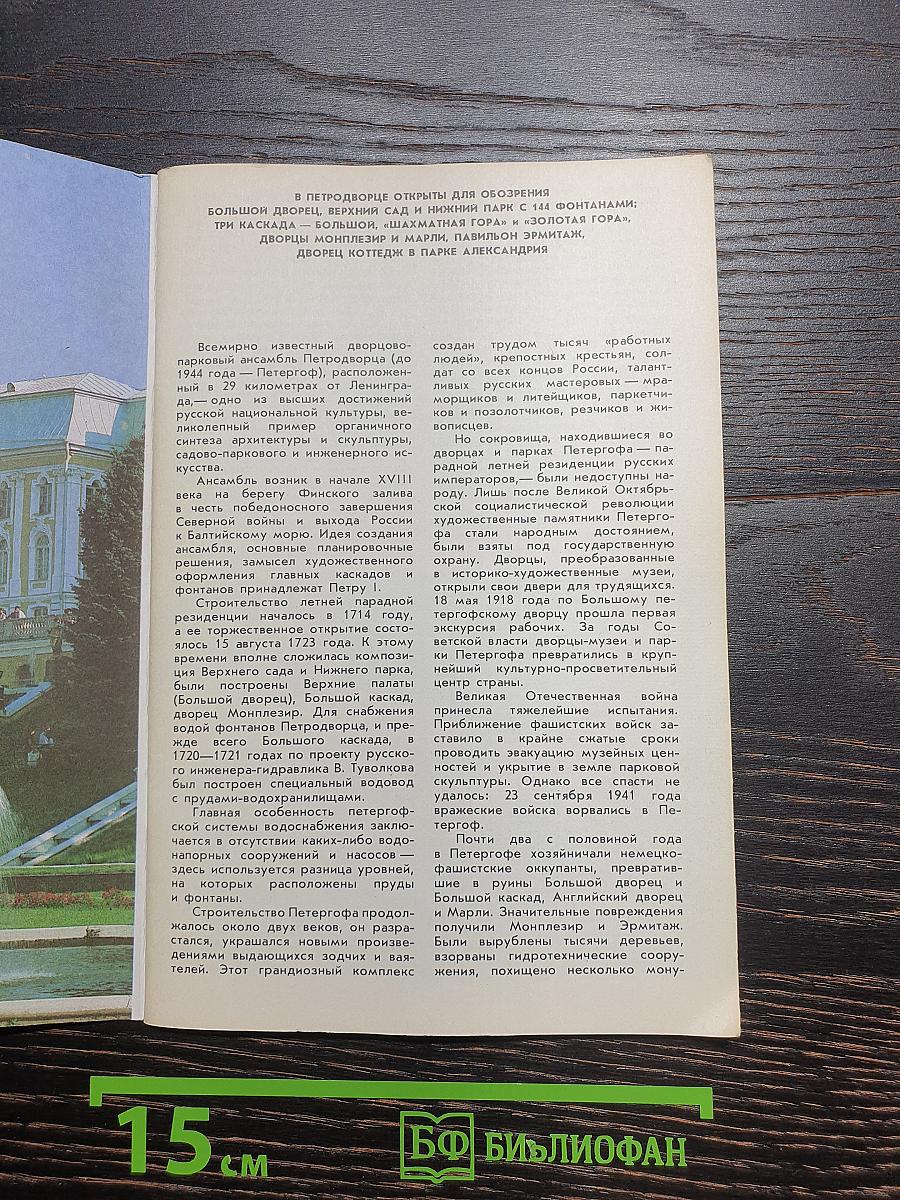 В ПЕТРОДВОРЦЕ ОТКРЫТЫ ДЛЯ ОБОЗРЕНИЯ
БОЛЬШОЙ ДВОРЕЦ, ВЕРХНИЙ САД И НИЖНИЙ ПАРК С 144 ФОНТАНАМИ;
ТРИ КАСКАДА — БОЛЬШОЙ, «ШАХМАТНАЯ ГОРА» и «ЗОЛОТАЯ ГОРА»,
ДВОРЦЫ МОНПЛЕЗИР И МАРЛИ, ПАВИЛЬОН ЭРМИТАЖ,
ДВОРЕЦ КОТТЕДЖ В ПАРКЕ АЛЕКСАНДРИЯ
Всемирно известный дворцово-
парковый ансамбль Петродворца (до
1944 года — Петергоф), расположен-
ный в 29 километрах от Ленингра-
да,— одно из высших достижений
русской национальной культуры, ве-
ликолепный пример органичного
синтеза архитектуры и скульптуры,
садово-паркового и инженерного ис-
кусства.
Ансамбль возник в начале XVIII
века на берегу Финского залива
в честь победоносного завершения
Северной войны и выхода России
к Балтийскому морю. Идея создания
ансамбля, основные планировочные
решения, замысел художественного
оформления главных каскадов и
фонтанов принадлежат Петру I.
Строительство летней парадной
резиденции началось в 1714 году,
а ее торжественное открытие состо-
ялось 15 августа 1723 года. К этому
времени вполне сложилась компози-
ция Верхнего сада и Нижнего парка,
были построены Верхние палаты
(Большой дворец), Большой каскад,
дворец Монплезир. Для снабжения
водой фонтанов Петродворца, и пре-
жде всего Большого каскада, в
1720—1721 годах по проекту русско-
го инженера-гидравлика В. Туволкова
был построен специальный водовод
с прудами-водохранилищами.
Главная особенность петергоф-
ской системы водоснабжения заклю-
чается в отсутствии каких-либо водо-
напорных сооружений и насосов —
здесь используется разница уровней,
на которых расположены пруды
и фонтаны.
Строительство Петергофа продол-
жалось около двух веков, он разра-
стался, украшался новыми произве-
дениями выдающихся зодчих и вая-
телей. Этот грандиозный комплекс
создан трудом тысяч «работных
людей», крепостных крестьян, сол-
дат со всех концов России, талант-
ливых русских мастеровых — мра-
морщиков и литейщиков, паркетчи-
ков и позолотчиков, резчиков и жи-
вописцев.
Но сокровища, находившиеся во
дворцах и парках Петергофа — па-
радной летней резиденции русских
императоров,— были недоступны на-
роду. Лишь после Великой Октябрь-
ской социалистической революции
художественные памятники Петерго-
фа стали народным достоянием,
были взяты под государственную
охрану. Дворцы, преобразованные
в историко-художественные музеи,
открыли свои двери для трудящихся.
18 мая 1918 года по Большому пе-
тергофскому дворцу прошла первая
экскурсия рабочих. За годы Со-
ветской власти дворцы-музеи и пар-
ки Петергофа превратились в круп-
нейший культурно-просветительный
центр страны.
Великая Отечественная война
принесла тяжелейшие испытания.
Приближение фашистских войск за-
ставило в крайне сжатые сроки
проводить эвакуацию музейных цен-
ностей и укрытие в земле парковой
скульптуры. Однако все спасти не
удалось: 23 сентября 1941 года
вражеские войска ворвались в Пе-
тергоф.
Почти два с половиной года
в Петергофе хозяйничали немецко-
фашистские оккупанты, превратив-
шие в руины Большой дворец и
Большой каскад, Английский дворец
и Марли. Значительные повреждения
получили Монплезир и Эрмитаж.
Были вырублены тысячи деревьев,
взорваны гидротехнические соору-
жения, похищено несколько мону-
15 см
БФ БИБЛИОФАН